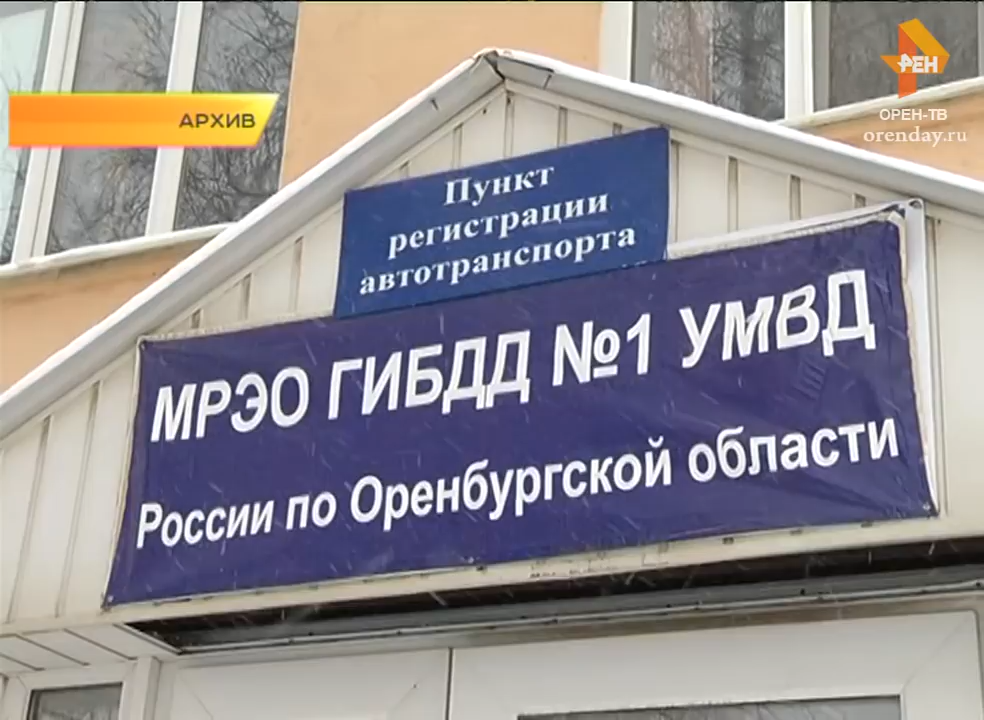 РЕН
ОРЕН-ТВ
orenday.ru
АРХИВ
Пункт
регистрации
автотранспорта
МРЭО ГИБДД №1 УМВД
России по Оренбургской области